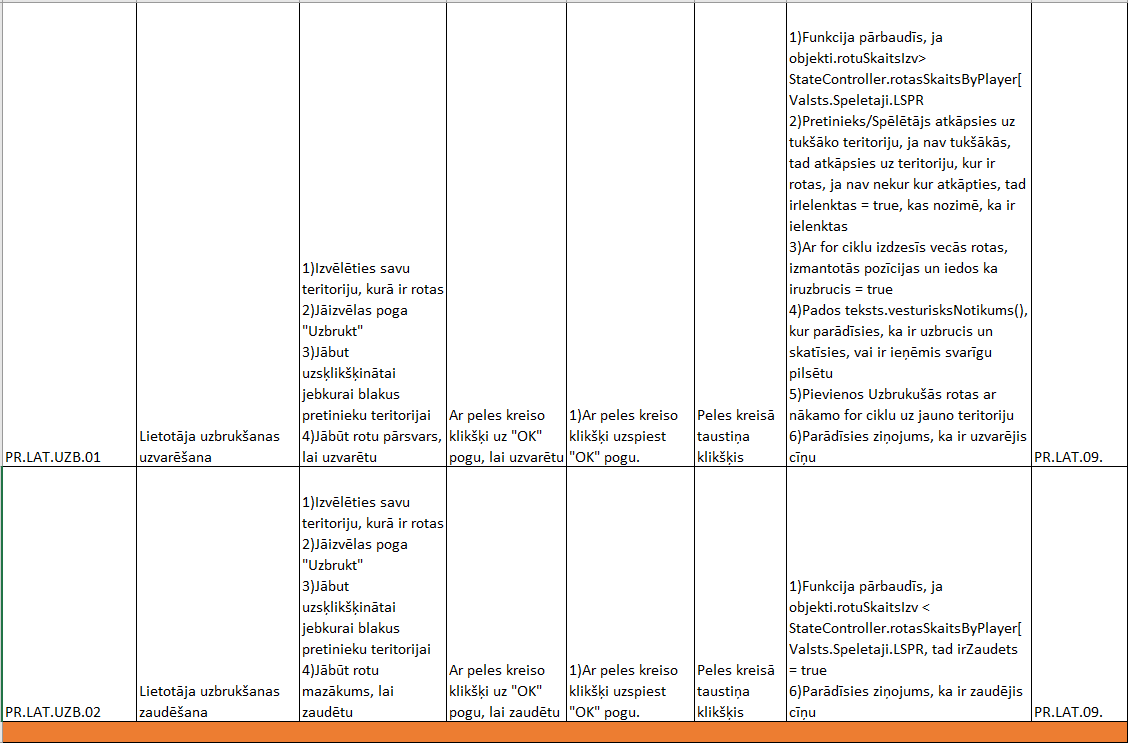 PR.LAT.UZB.01
Lietotāja uzbrukšanas
uzvarēšana
1)Izvēlēties savu
teritoriju, kurā ir rotas
2)Jāizvēlas poga
"Uzbrukt"
3)Jābut
uzsķlikšķinātai
jebkurai blakus
pretinieku teritorijai
4)Jābūt rotu pārsvars,
lai uzvarētu
Ar peles kreiso
klikšķi uz "OK"
pogu, lai uzvarētu
1)Ar peles kreiso
klikšķi uzspiest
"OK" pogu.
Peles kreisā
taustiņa
klikšķis
1)Funkcija pārbaudīs, ja
objekti.rotuSkaitsIzv>
StateController.rotasSkaitsByPlayer[
Valsts.Speletaji.LSPR
2)Pretinieks/Spēlētājs atkāpsies uz
tukšāko teritoriju, ja nav tukšākās,
tad atkāpsies uz teritoriju, kur ir
rotas, ja nav nekur kur atkāpties, tad
irIelenktas = true, kas nozimē, ka ir
ielenktas
3)Ar for ciklu izdzesīs vecās rotas,
izmantotās pozīcijas un iedos ka
iruzbrucis = true
4)Pados teksts.vesturisksNotikums(),
kur parādīsies, ka ir uzbrucis un
skatīsies, vai ir ieņēmis svarīgu
pilsētu
5)Pievienos Uzbrukušās rotas ar
nākamo for ciklu uz jauno teritoriju
6)Parādīsies ziņojums, ka ir uzvarējis
cīņu
PR.LAT.09.
PR.LAT.UZB.02
Lietotāja uzbrukšanas
zaudēšana
1)Izvēlēties savu
teritoriju, kurā ir rotas
2)Jāizvēlas poga
"Uzbrukt"
3)Jābut
uzsķlikšķinātai
jebkurai blakus
pretinieku teritorijai
4)Jābūt rotu
mazākums, lai
zaudētu
Ar peles kreiso
klikšķi uz "OK"
pogu, lai zaudētu
1)Ar peles kreiso
klikšķi uzspiest
"OK" pogu.
Peles kreisā
taustiņa
klikšķis
1)Funkcija pārbaudīs, ja
objekti.rotuSkaitsIzv <
StateController.rotasSkaitsByPlayer[
Valsts.Speletaji.LSPR, tad irZaudets
= true
6)Parādīsies ziņojums, ka ir zaudējis
cīņu
PR.LAT.09.